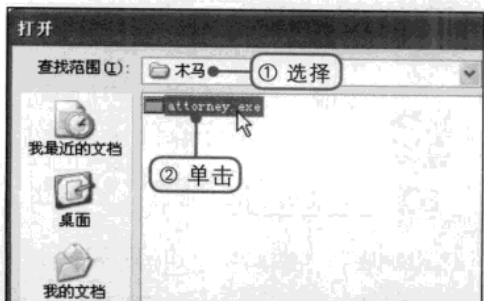 打开
查找范围(I): 木马 ① 选择
attorney.exe
我最近的文档
② 单击
桌面
我的文档